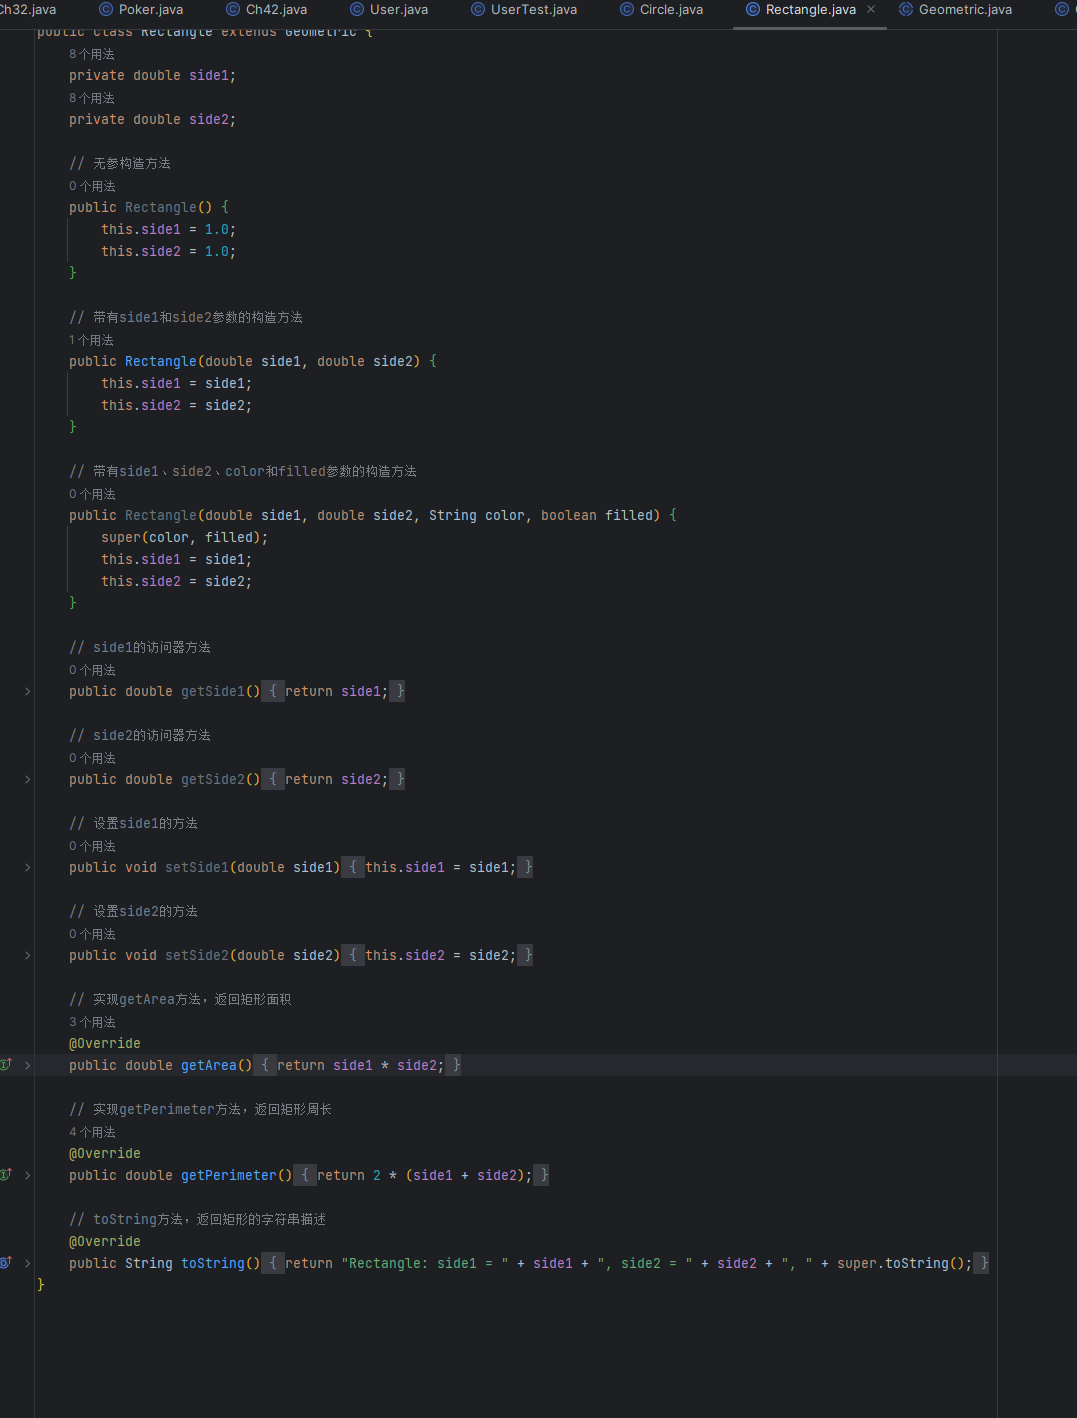 Ch32.java Poker.java Ch42.java User.java UserTest.java Circle.java Rectangle.java Geometric.java
public class Rectangle extends Geometric {
8个用法
private double side1;
8个用法
private double side2;
// 无参构造方法
0个用法
public Rectangle() {
this.side1 = 1.0;
this.side2 = 1.0;
}
// 带有side1和side2参数的构造方法
1个用法
public Rectangle(double side1, double side2) {
this.side1 = side1;
this.side2 = side2;
}
// 带有side1、side2、color和filled参数的构造方法
0个用法
public Rectangle(double side1, double side2, String color, boolean filled) {
super(color, filled);
this.side1 = side1;
this.side2 = side2;
}
// side1的访问器方法
0个用法
public double getSide1() { return side1; }
// side2的访问器方法
0个用法
public double getSide2() { return side2; }
// 设置side1的方法
0个用法
public void setSide1(double side1) { this.side1 = side1; }
// 设置side2的方法
0个用法
public void setSide2(double side2) { this.side2 = side2; }
// 实现getArea方法，返回矩形面积
3个用法
@Override
public double getArea() { return side1 * side2; }
// 实现getPerimeter方法，返回矩形周长
4个用法
@Override
public double getPerimeter() { return 2 * (side1 + side2); }
// toString方法，返回矩形的字符串描述
@Override
public String toString() { return "Rectangle: side1 = " + side1 + ", side2 = " + side2 + ", " + super.toString(); }
}